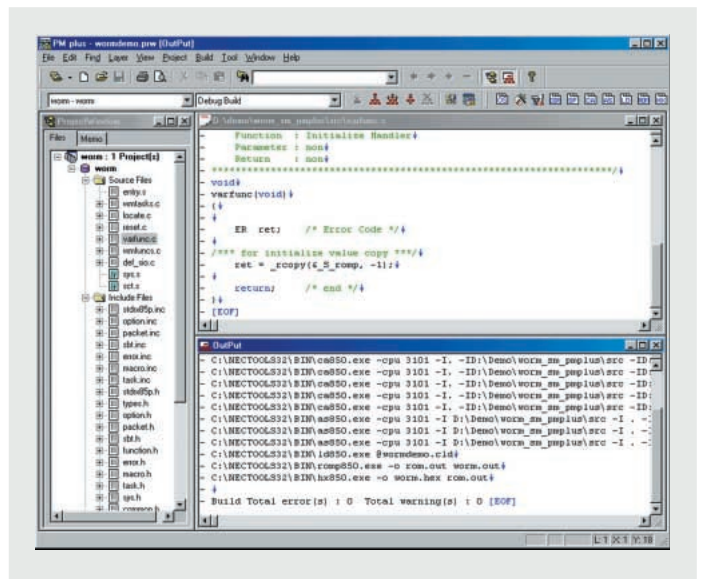 PM plus - wormdemo.prw [OutPut]
File Edit Find Layer View Project Build Tool Window Help
worm - worm
Debug Build
Files Memo
worm : 1 Project(s)
worm
Source Files
entry.s
vemtasks.c
locate.c
reset.c
varfunc.c
vemfuncs.c
def_sio.c
sys.s
sct.s
Include Files
stdnx85p.inc
option.inc
packet.inc
sbt.inc
error.inc
macro.inc
task.inc
stdnx85p.h
types.h
option.h
packet.h
sbt.h
function.h
error.h
macro.h
task.h
sys.h
common.h
Function : Initialize Handler
Parameter : non
Return : non
void
varfunc(void)
{
ER ret; /* Error Code */
/*** for initialize value copy ***/
ret = _rcopy(&_S_romp, -1);
return; /* end */
}
[EOF]
OutPut
- C:\NECTOOLS32\BIN\ca850.exe -cpu 3101 -I. -ID:\Demo\worm_sm_pmplus\src -ID
- C:\NECTOOLS32\BIN\ca850.exe -cpu 3101 -I. -ID:\Demo\worm_sm_pmplus\src -ID:
- C:\NECTOOLS32\BIN\ca850.exe -cpu 3101 -I. -ID:\Demo\worm_sm_pmplus\src -ID:
- C:\NECTOOLS32\BIN\ca850.exe -cpu 3101 -I. -ID:\Demo\worm_sm_pmplus\src -ID:
- C:\NECTOOLS32\BIN\ca850.exe -cpu 3101 -I. -ID:\Demo\worm_sm_pmplus\src -ID:
- C:\NECTOOLS32\BIN\as850.exe -cpu 3101 -I D:\Demo\worm_sm_pmplus\src -I . -
- C:\NECTOOLS32\BIN\as850.exe -cpu 3101 -I D:\Demo\worm_sm_pmplus\src -I . -
- C:\NECTOOLS32\BIN\as850.exe -cpu 3101 -I D:\Demo\worm_sm_pmplus\src -I . -
- C:\NECTOOLS32\BIN\ld850.exe @wormdemo.cld
- C:\NECTOOLS32\BIN\romp850.exe -o rom.out worm.out
- C:\NECTOOLS32\BIN\hx850.exe -o worm.hex rom.out
-
- Build Total error(s) : 0 Total warning(s) : 0 [EOF]
L:1 X:1 Y:18